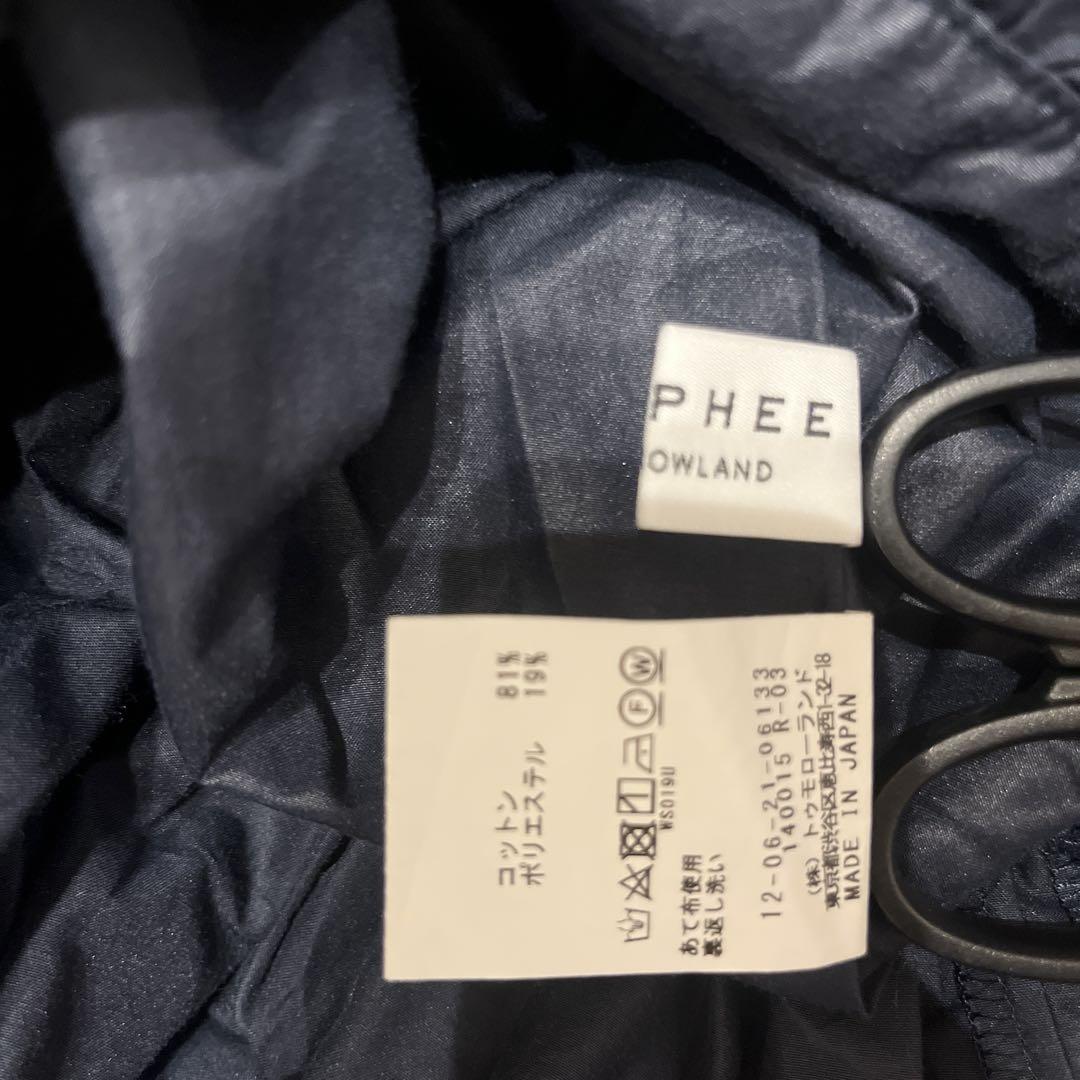 PHEE
OWLAND
コットン 81%
ポリエステル 19%
WS019U
あて布使用
裏返し洗い
12-06-21-06133
140015 R-03
(株) トゥモローランド
東京都渋谷区恵比寿西1-32-18
MADE IN JAPAN